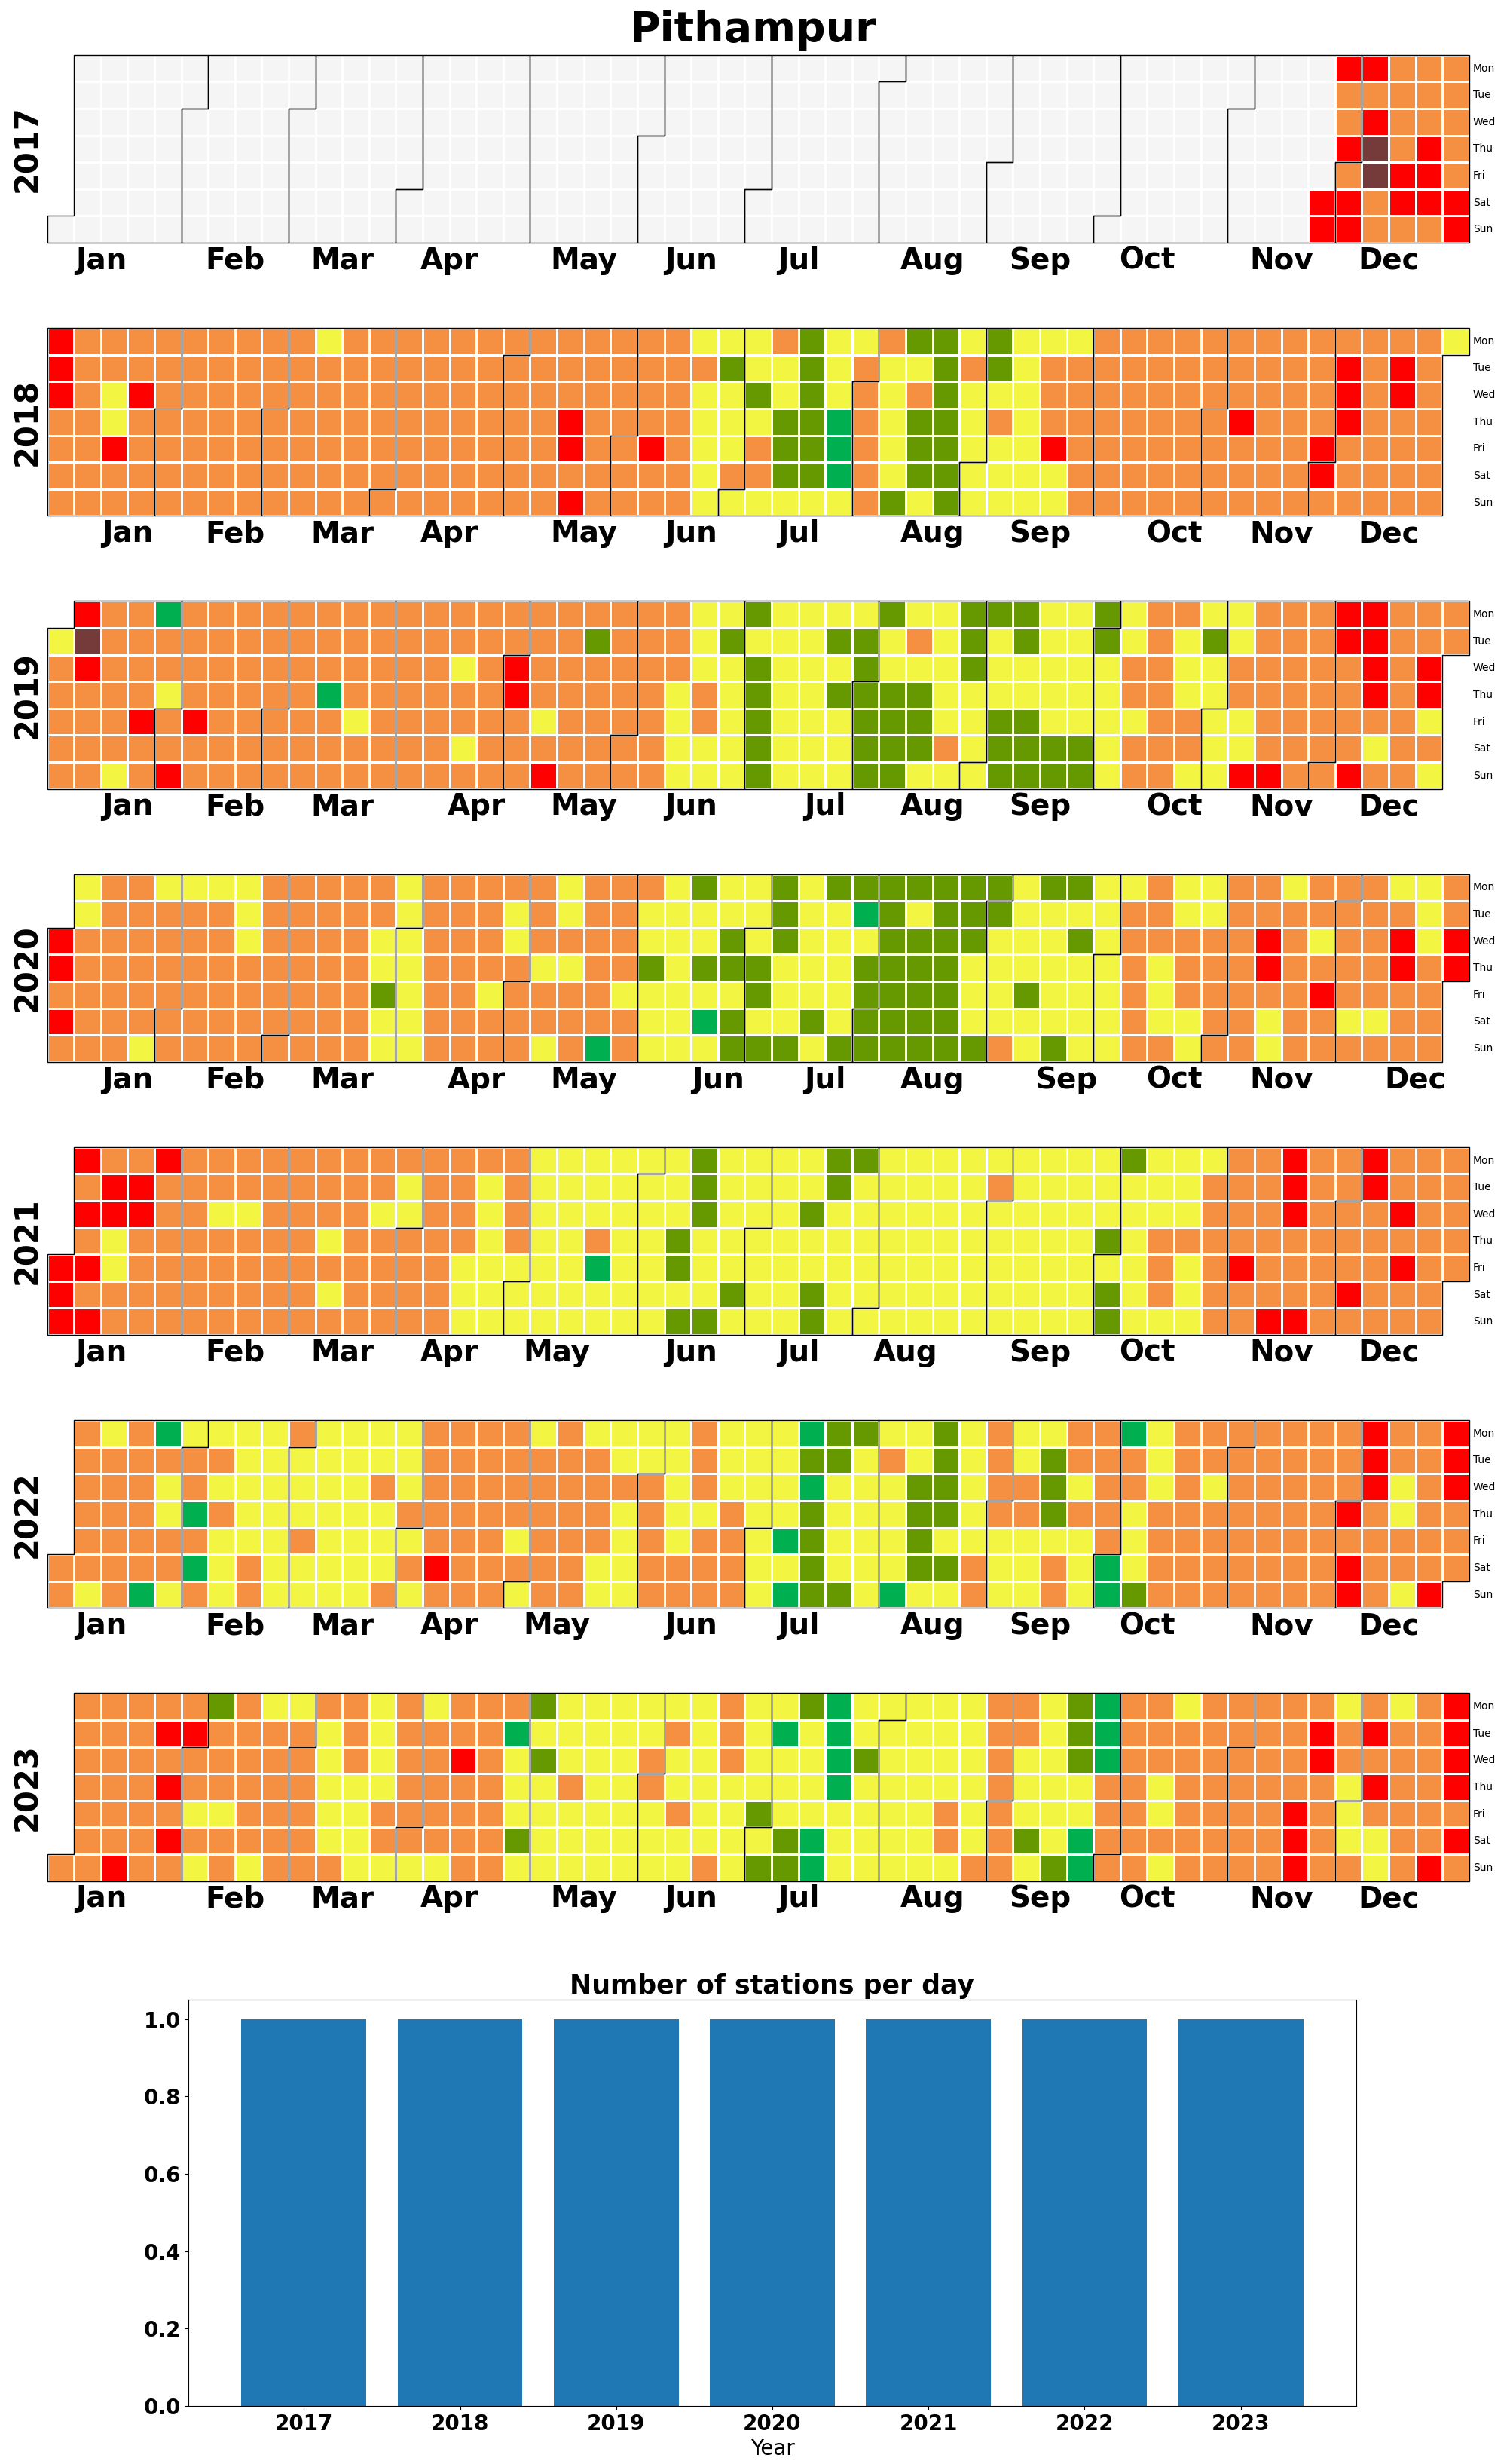 Pithampur
2017
Mon
Tue
Wed
Thu
Fri
Sat
Sun
Jan Feb Mar Apr May Jun Jul Aug Sep Oct Nov Dec
2018
Mon
Tue
Wed
Thu
Fri
Sat
Sun
Jan Feb Mar Apr May Jun Jul Aug Sep Oct Nov Dec
2019
Mon
Tue
Wed
Thu
Fri
Sat
Sun
Jan Feb Mar Apr May Jun Jul Aug Sep Oct Nov Dec
2020
Mon
Tue
Wed
Thu
Fri
Sat
Sun
Jan Feb Mar Apr May Jun Jul Aug Sep Oct Nov Dec
2021
Mon
Tue
Wed
Thu
Fri
Sat
Sun
Jan Feb Mar Apr May Jun Jul Aug Sep Oct Nov Dec
2022
Mon
Tue
Wed
Thu
Fri
Sat
Sun
Jan Feb Mar Apr May Jun Jul Aug Sep Oct Nov Dec
2023
Mon
Tue
Wed
Thu
Fri
Sat
Sun
Jan Feb Mar Apr May Jun Jul Aug Sep Oct Nov Dec
Number of stations per day
1.0
0.8
0.6
0.4
0.2
0.0
2017 2018 2019 2020 2021 2022 2023
Year